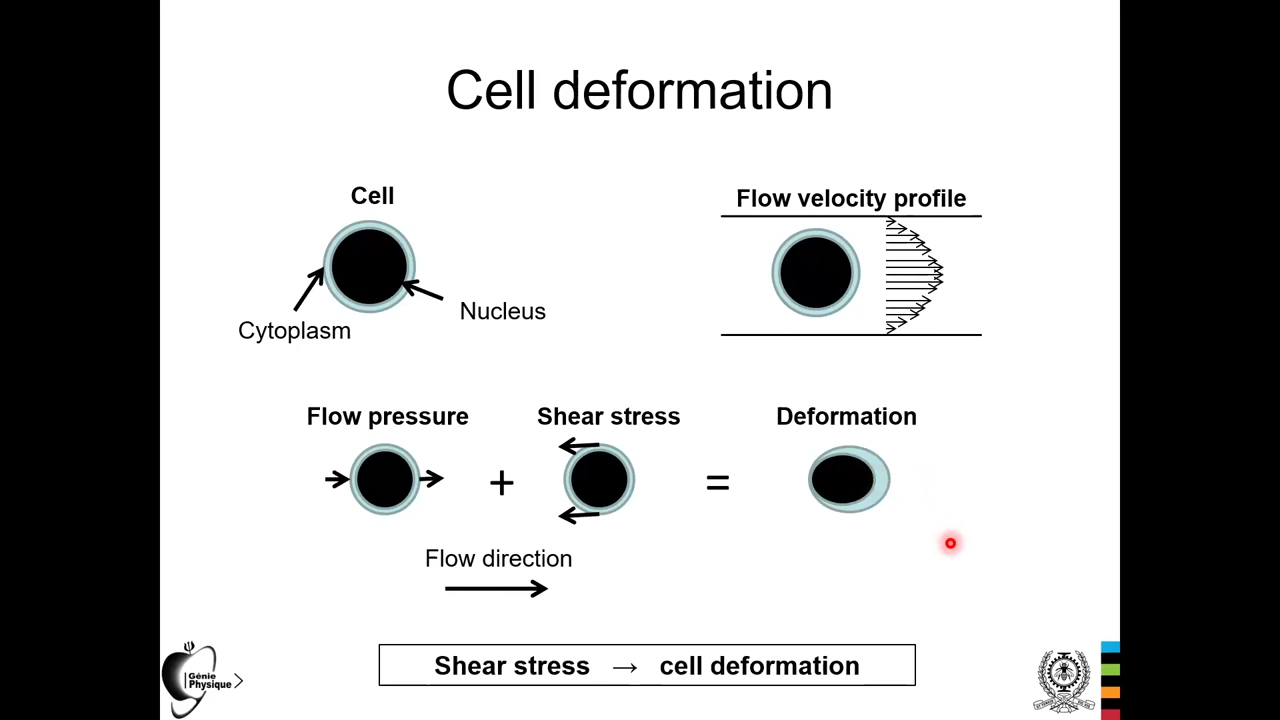 Cell deformation
Cell
Flow velocity profile
Nucleus
Cytoplasm
Flow pressure
Shear stress
Deformation
+
=
Flow direction
Shear stress → cell deformation
Génie
Physique